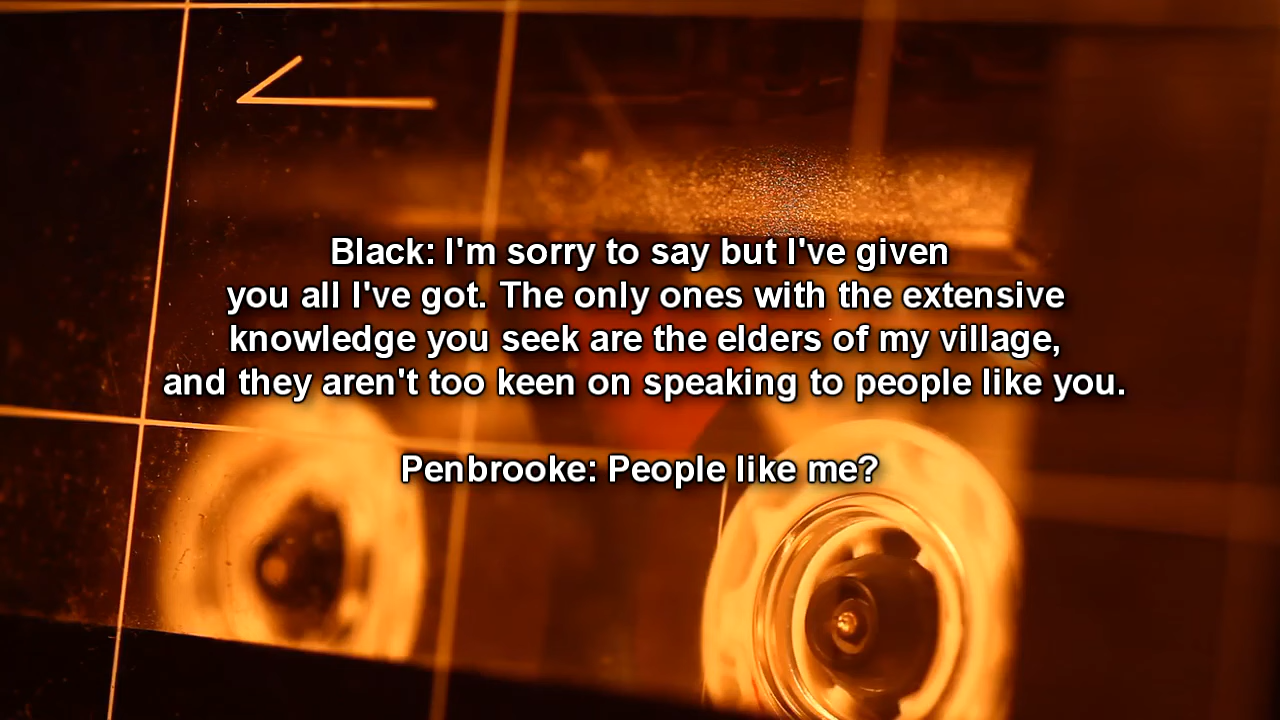 Black: I'm sorry to say but I've given
you all I've got. The only ones with the extensive
knowledge you seek are the elders of my village,
and they aren't too keen on speaking to people like you.
Penbrooke: People like me?